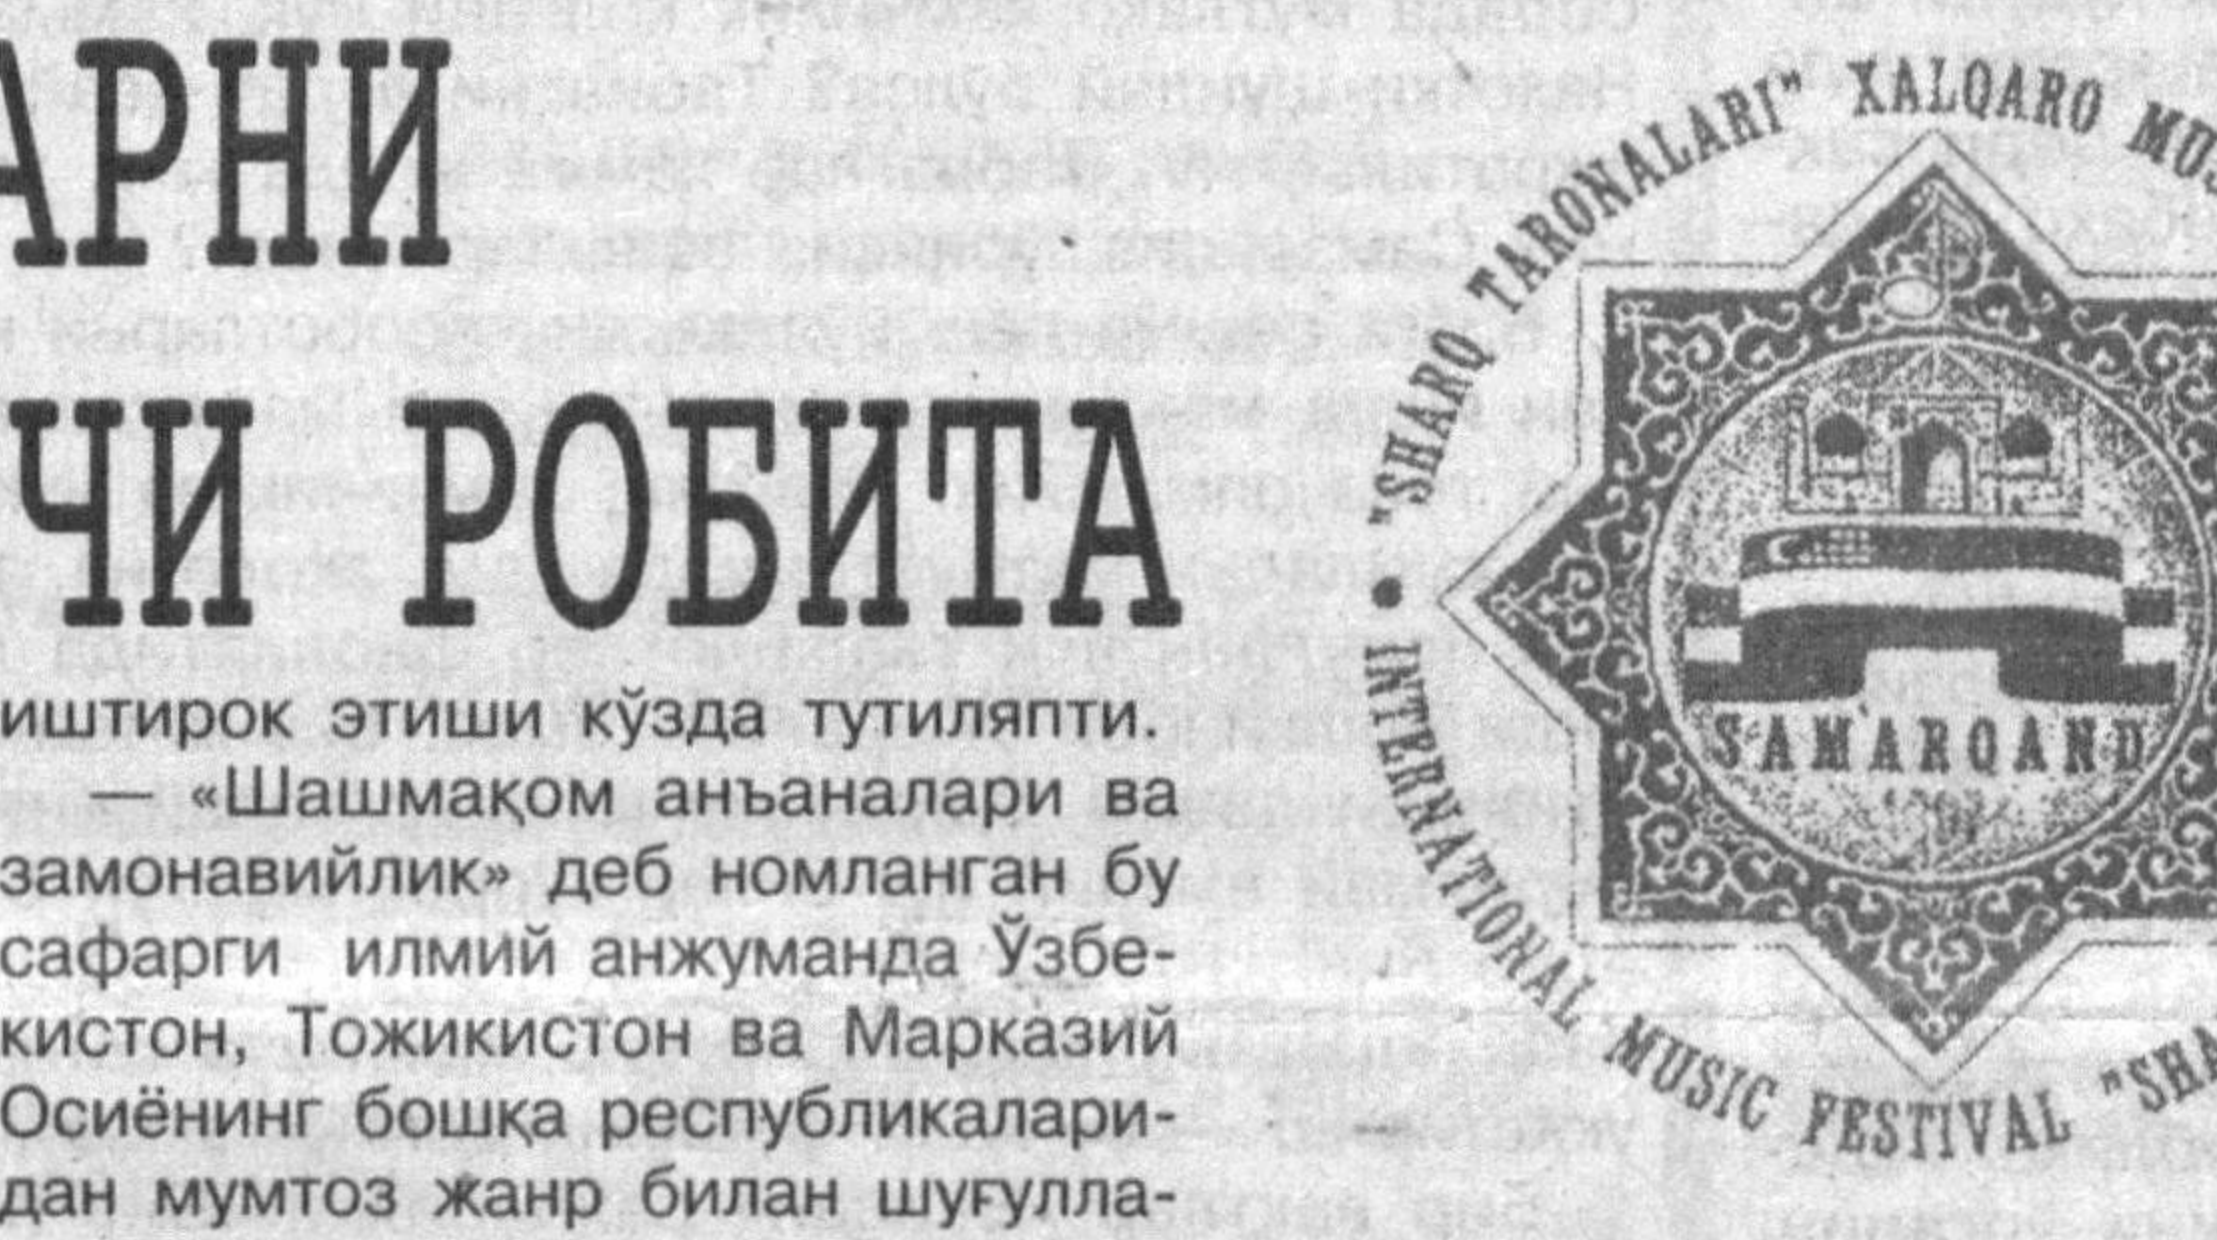 АРНИ
ЧИ РОБИТА
иштирок этиши кўзда тутиляпти.
— «Шашмақом анъаналари ва
замонавийлик» деб номланган бу
сафарги илмий анжуманда Ўзбе-
кистон, Тожикистон ва Марказий
Осиёнинг бошқа республикалари-
дан мумтоз жанр билан шуғулла-
"SHARQ TARONALARI" XALQARO MUS
SAMARQAND
• INTERNATIONAL MUSIC FESTIVAL "SHA